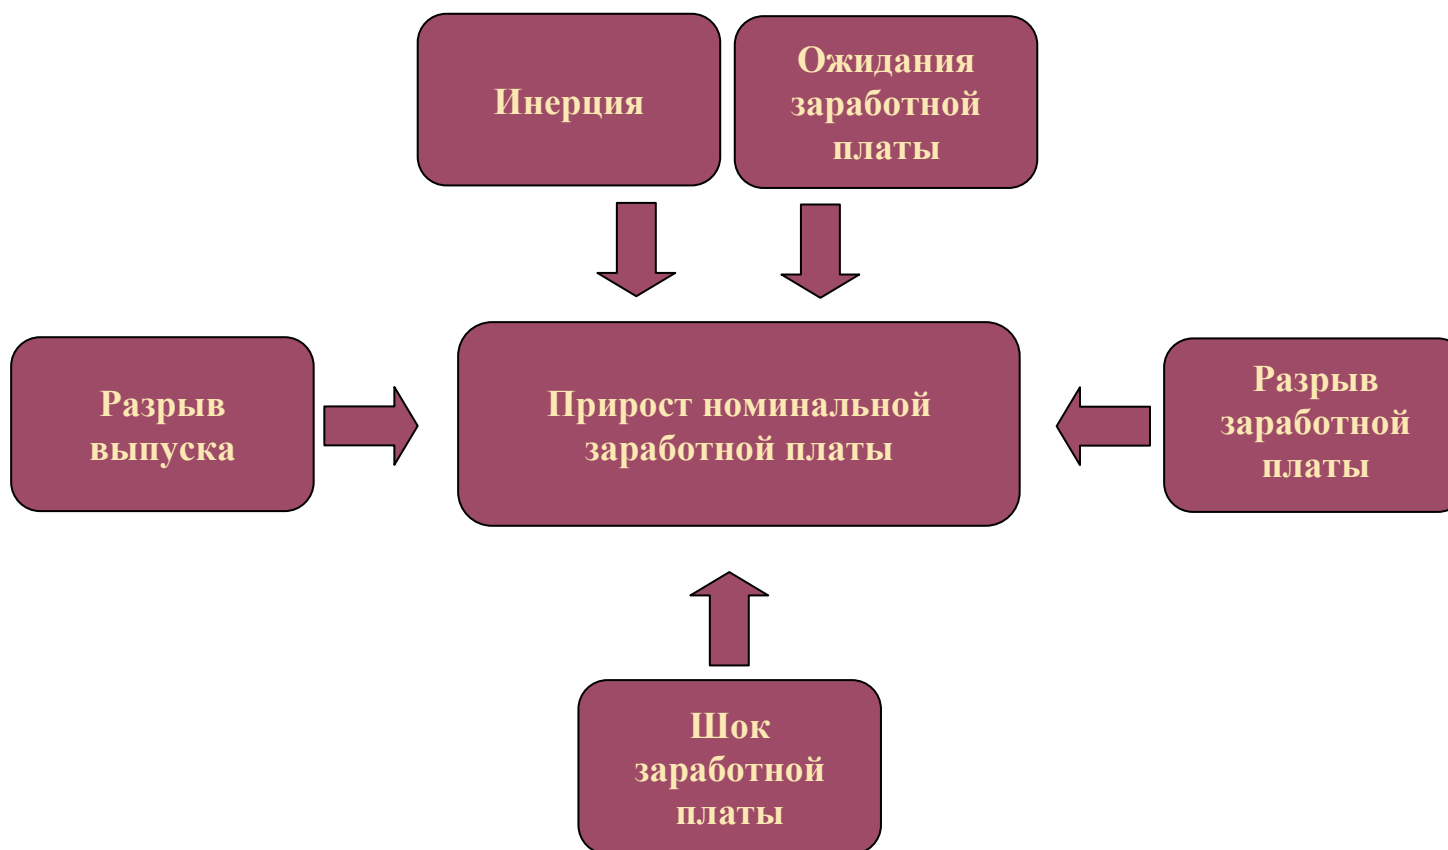 Инерция
Ожидания
заработной
платы
Разрыв
выпуска
Прирост номинальной
заработной платы
Разрыв
заработной
платы
Шок
заработной
платы